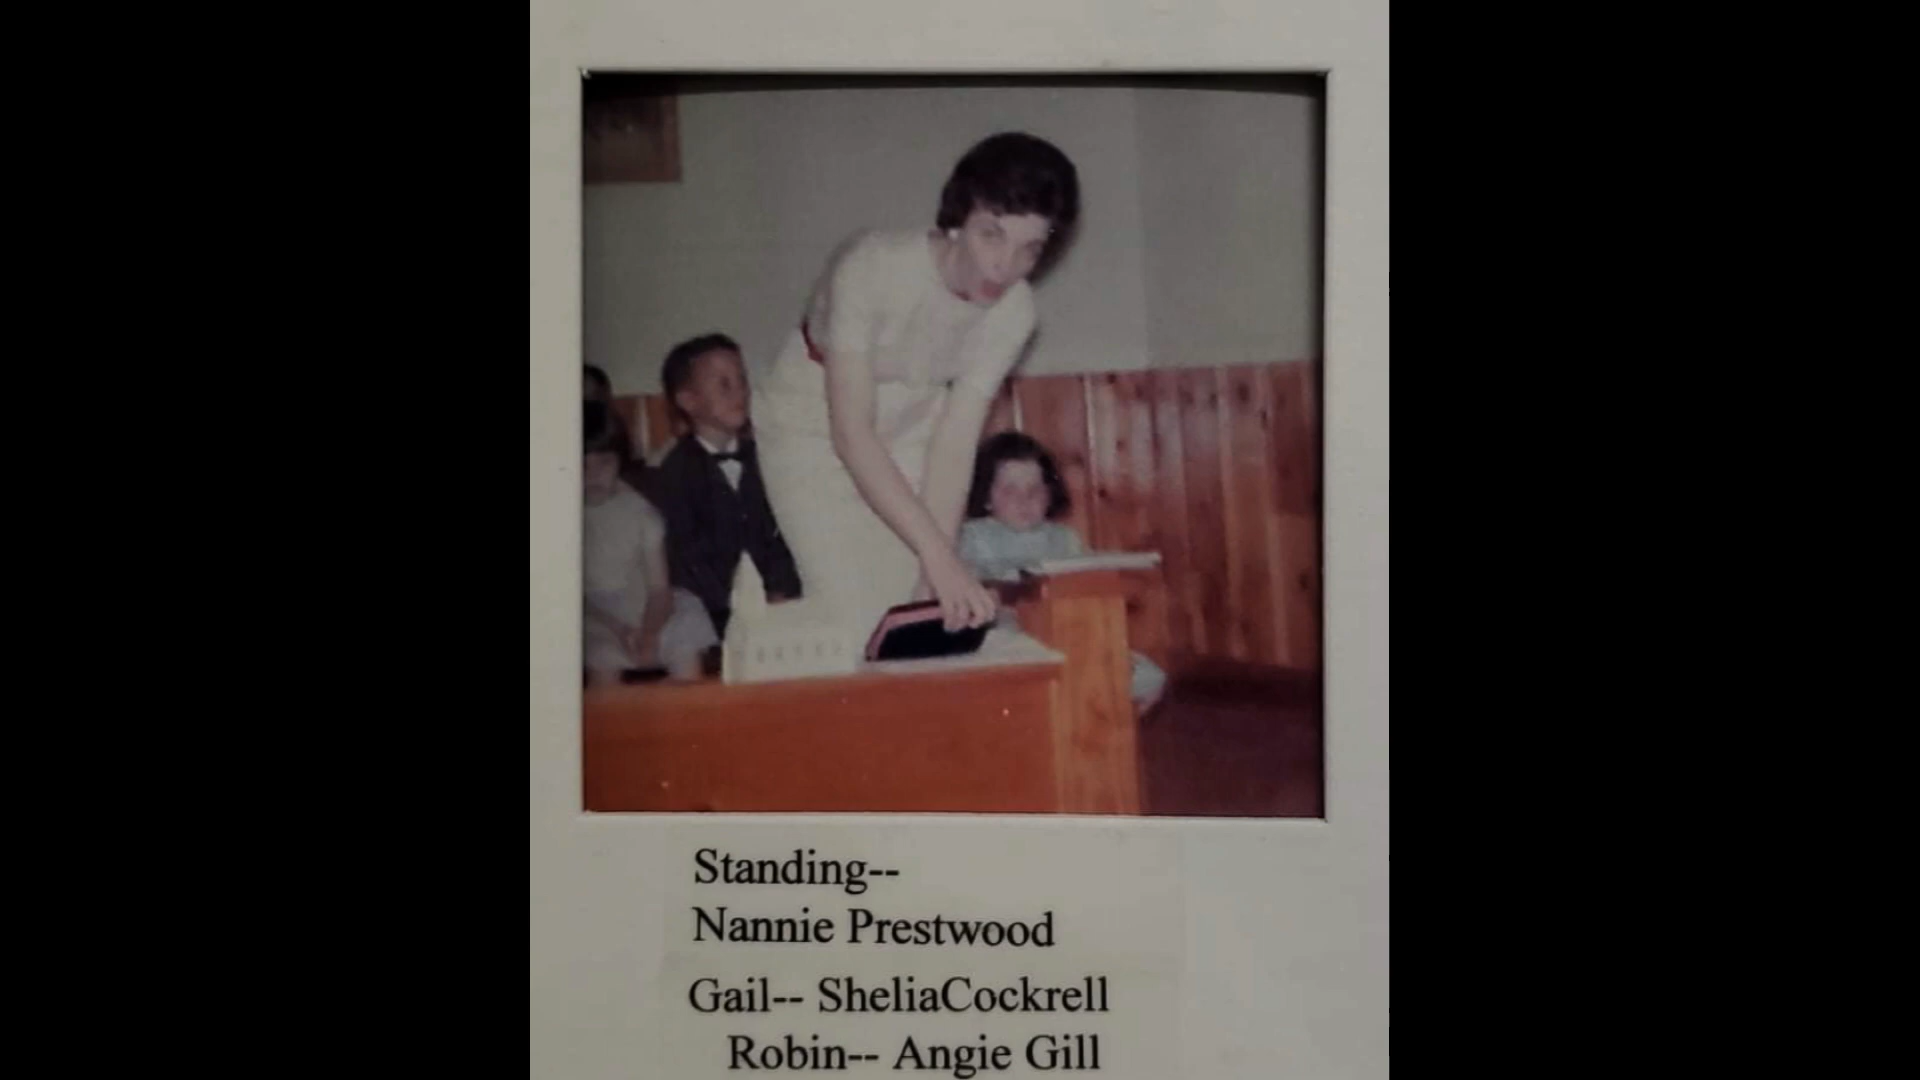 Standing--
Nannie Prestwood
Gail-- SheliaCockrell
Robin-- Angie Gill